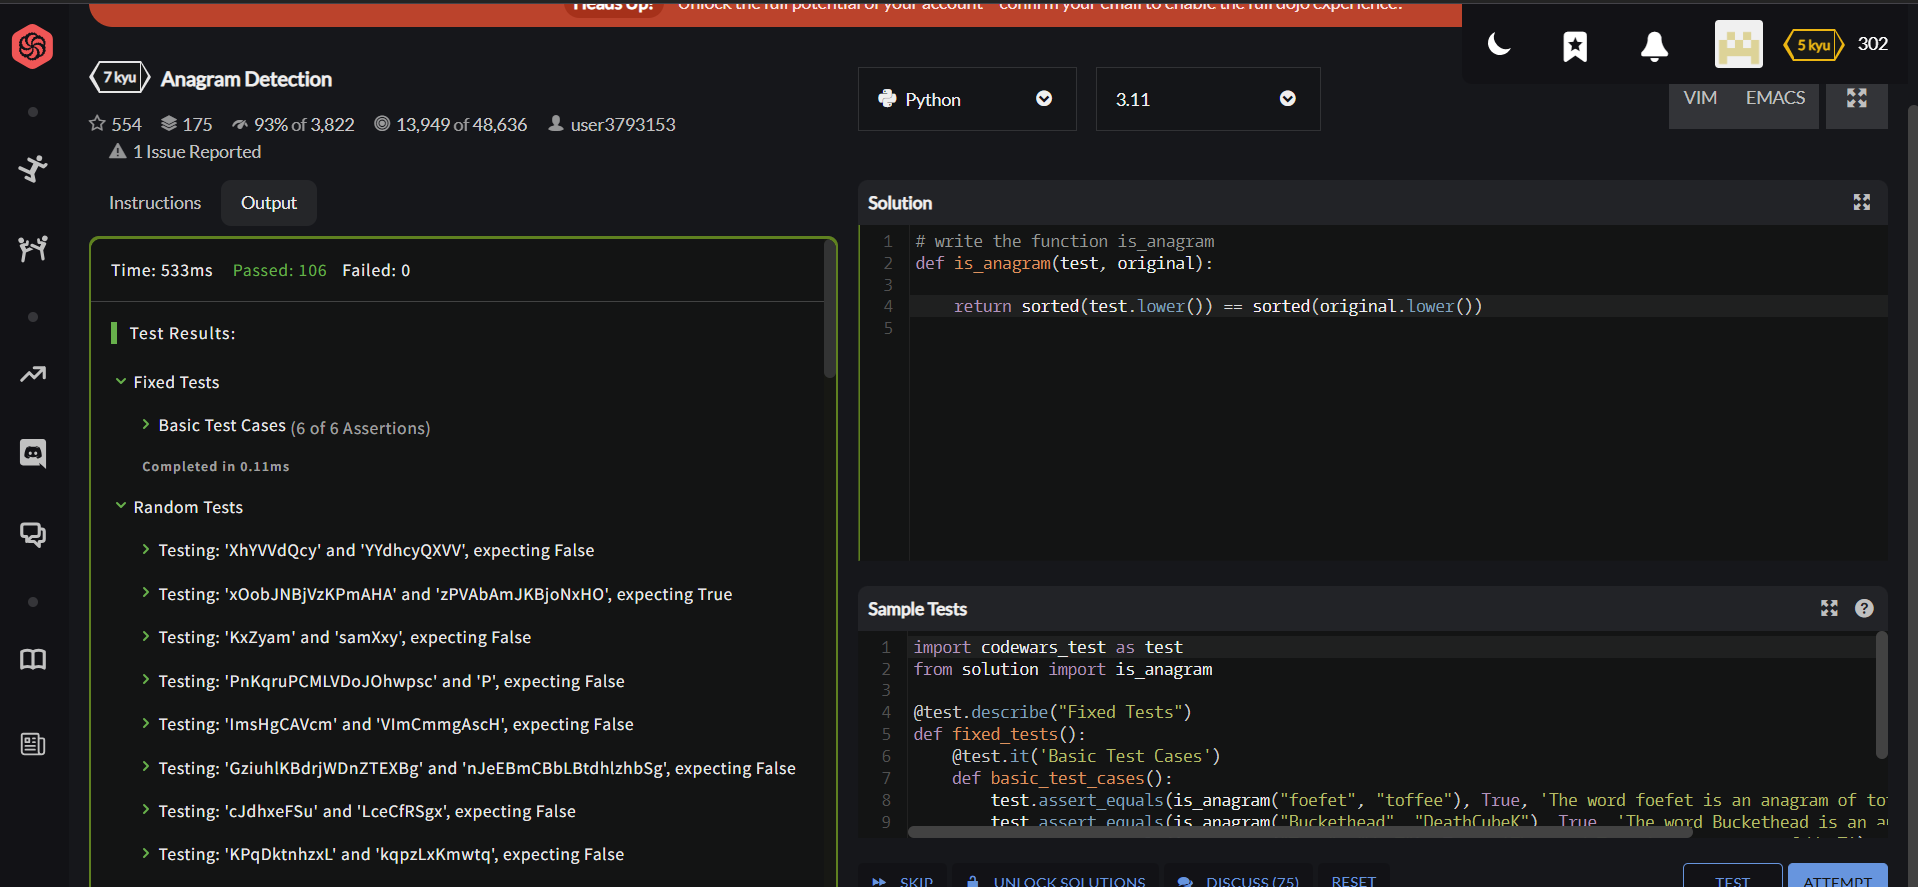 Heads Up! Unlock the full potential of your account - confirm your email to enable the full dojo experience.
5 kyu 302
7 kyu Anagram Detection
554 175 93% of 3,822 13,949 of 48,636 user3793153
1 Issue Reported
Python
3.11
VIM EMACS
Instructions Output
Time: 533ms Passed: 106 Failed: 0
Test Results:
Fixed Tests
Basic Test Cases (6 of 6 Assertions)
Completed in 0.11ms
Random Tests
Testing: 'XhYVVdQcy' and 'YYdhcyQXVV', expecting False
Testing: 'xOobJNBjVzKPmAHA' and 'zPVAbAmJKBjoNxHO', expecting True
Testing: 'KxZyam' and 'samXxy', expecting False
Testing: 'PnKqruPCMLVDoJOhwpsc' and 'P', expecting False
Testing: 'ImsHgCAVcm' and 'VImCmmgAscH', expecting False
Testing: 'GziuhlKBdrjWDnZTEXBg' and 'nJeEBmCBbLBtdhlzhbSg', expecting False
Testing: 'cJdhxeFSu' and 'LceCfRSgx', expecting False
Testing: 'KPqDktnhzxL' and 'kqpzLxKmwtq', expecting False
Solution
1 # write the function is_anagram
2 def is_anagram(test, original):
3
4 return sorted(test.lower()) == sorted(original.lower())
5
Sample Tests
1 import codewars_test as test
2 from solution import is_anagram
3
4 @test.describe("Fixed Tests")
5 def fixed_tests():
6 @test.it('Basic Test Cases')
7 def basic_test_cases():
8 test.assert_equals(is_anagram("foefet", "toffee"), True, 'The word foefet is an anagram of to
9 test.assert_equals(is_anagram("Buckethead", "DeathCubeK"), True, 'The word Buckethead is an a
SKIP UNLOCK SOLUTIONS DISCUSS (75) RESET TEST ATTEMPT